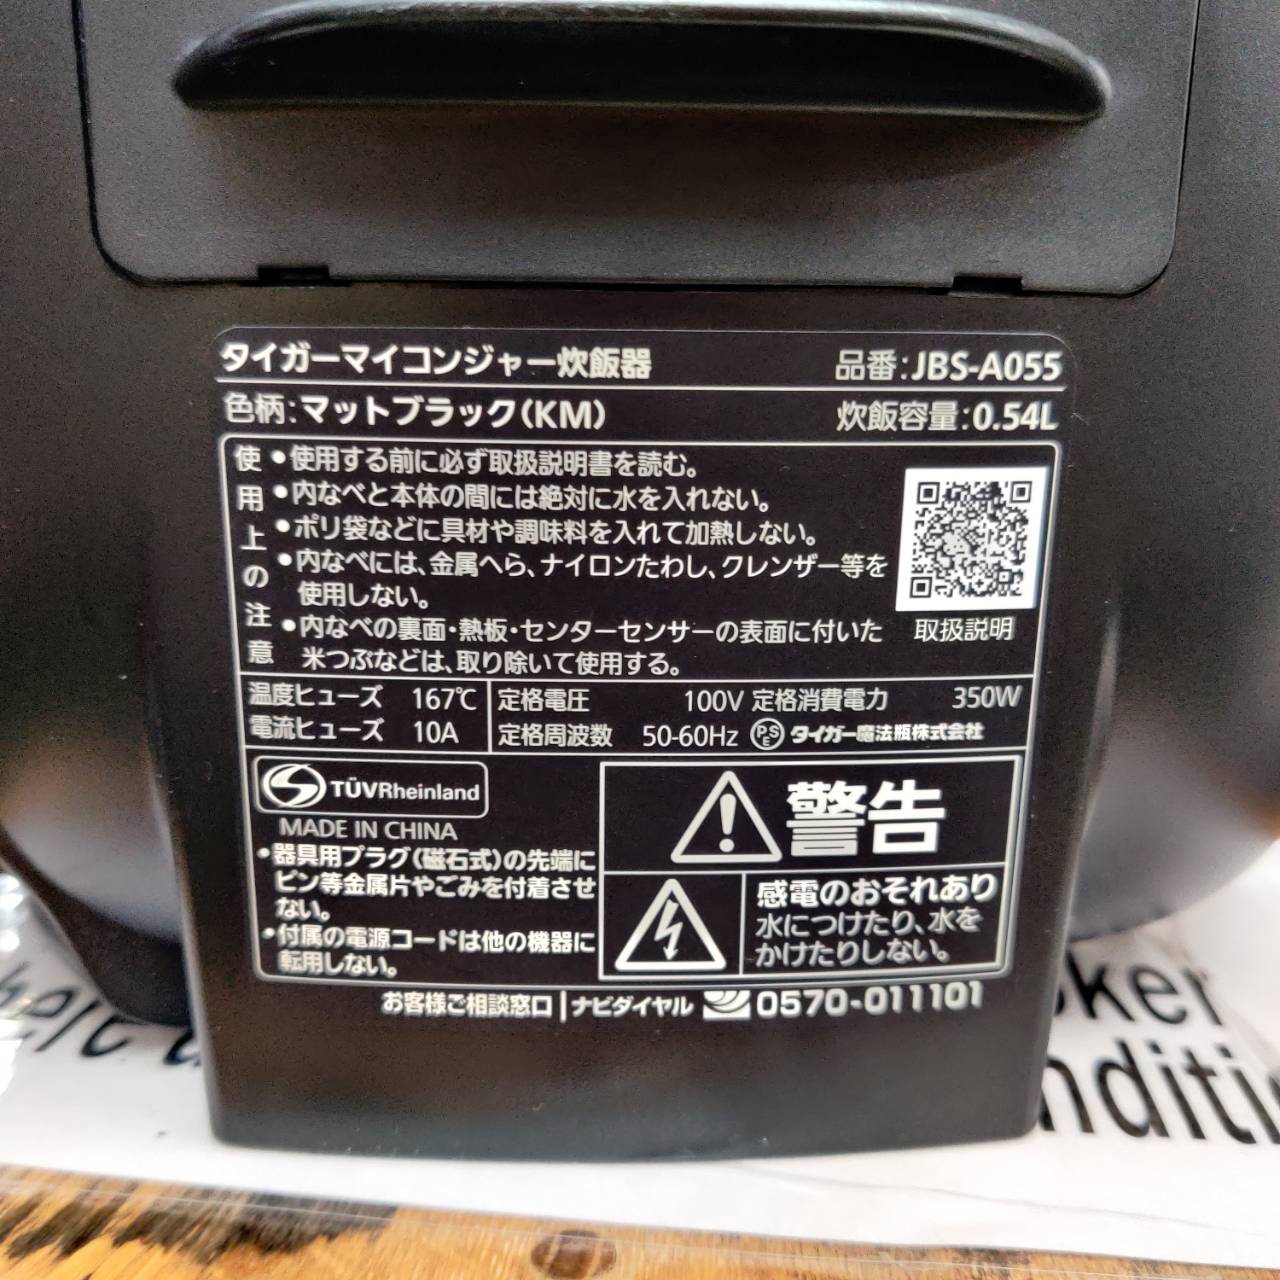 タイガーマイコンジャー炊飯器 品番:JBS-A055
色柄:マットブラック(KM) 炊飯容量:0.54L
使用上の注意
●使用する前に必ず取扱説明書を読む。
●内なべと本体の間には絶対に水を入れない。
●ポリ袋などに具材や調味料を入れて加熱しない。
●内なべには、金属へら、ナイロンたわし、クレンザー等を
使用しない。
●内なべの裏面・熱板・センターセンサーの表面に付いた
米つぶなどは、取り除いて使用する。
取扱説明
温度ヒューズ 167℃ 定格電圧 100V 定格消費電力 350W
電流ヒューズ 10A 定格周波数 50-60Hz PSE タイガー魔法瓶株式会社
TÜVRheinland
MADE IN CHINA
●器具用プラグ(磁石式)の先端に
ピン等金属片やごみを付着させ
ない。
●付属の電源コードは他の機器に
転用しない。
警告
感電のおそれあり
水につけたり、水を
かけたりしない。
お客様ご相談窓口 ナビダイヤル 0570-011101
here
oker
nditi